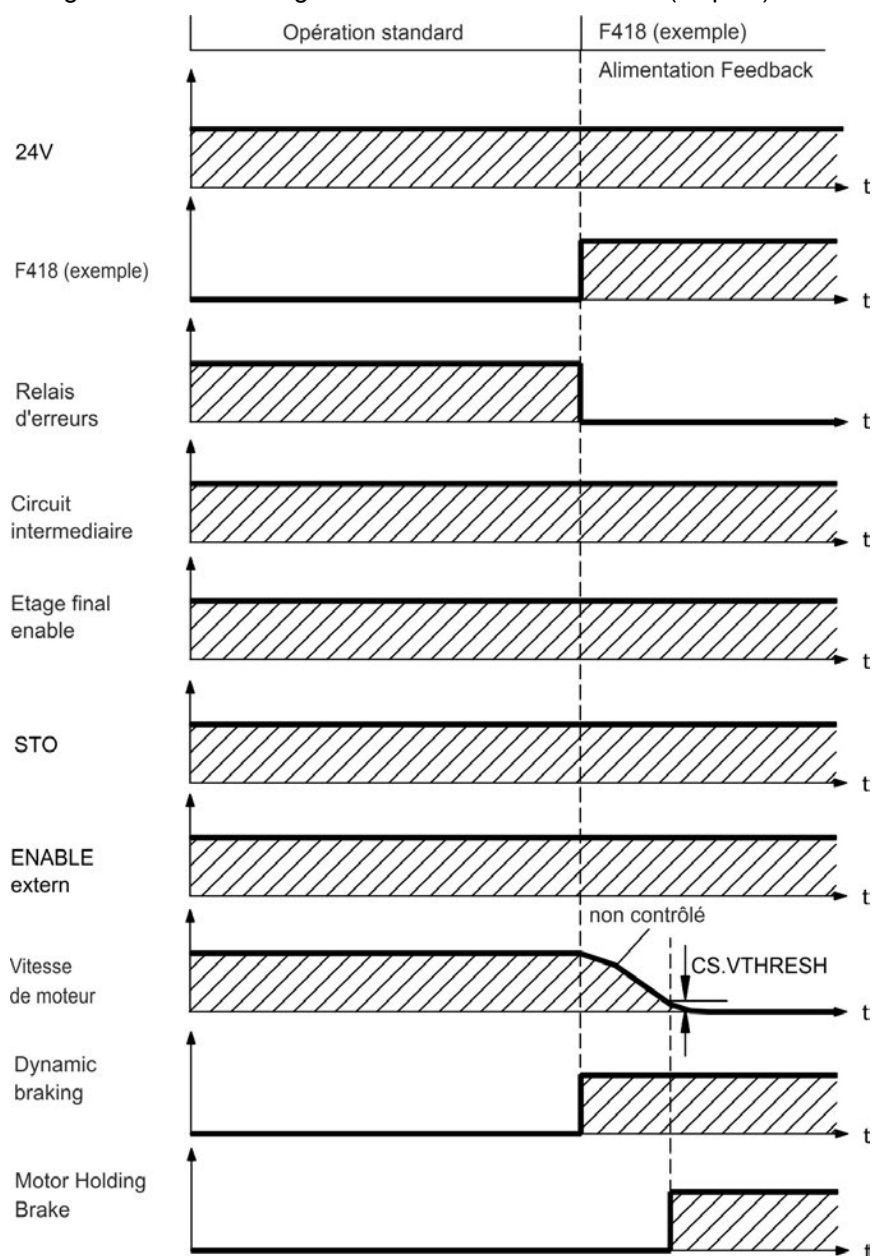 Opération standard
F418 (exemple)
Alimentation Feedback
24V
t
F418 (exemple)
t
Relais
d'erreurs
t
Circuit
intermediaire
t
Etage final
enable
t
STO
t
ENABLE
extern
t
non contrôlé
Vitesse
de moteur
CS.VTHRESH
t
Dynamic
braking
t
Motor Holding
Brake
t